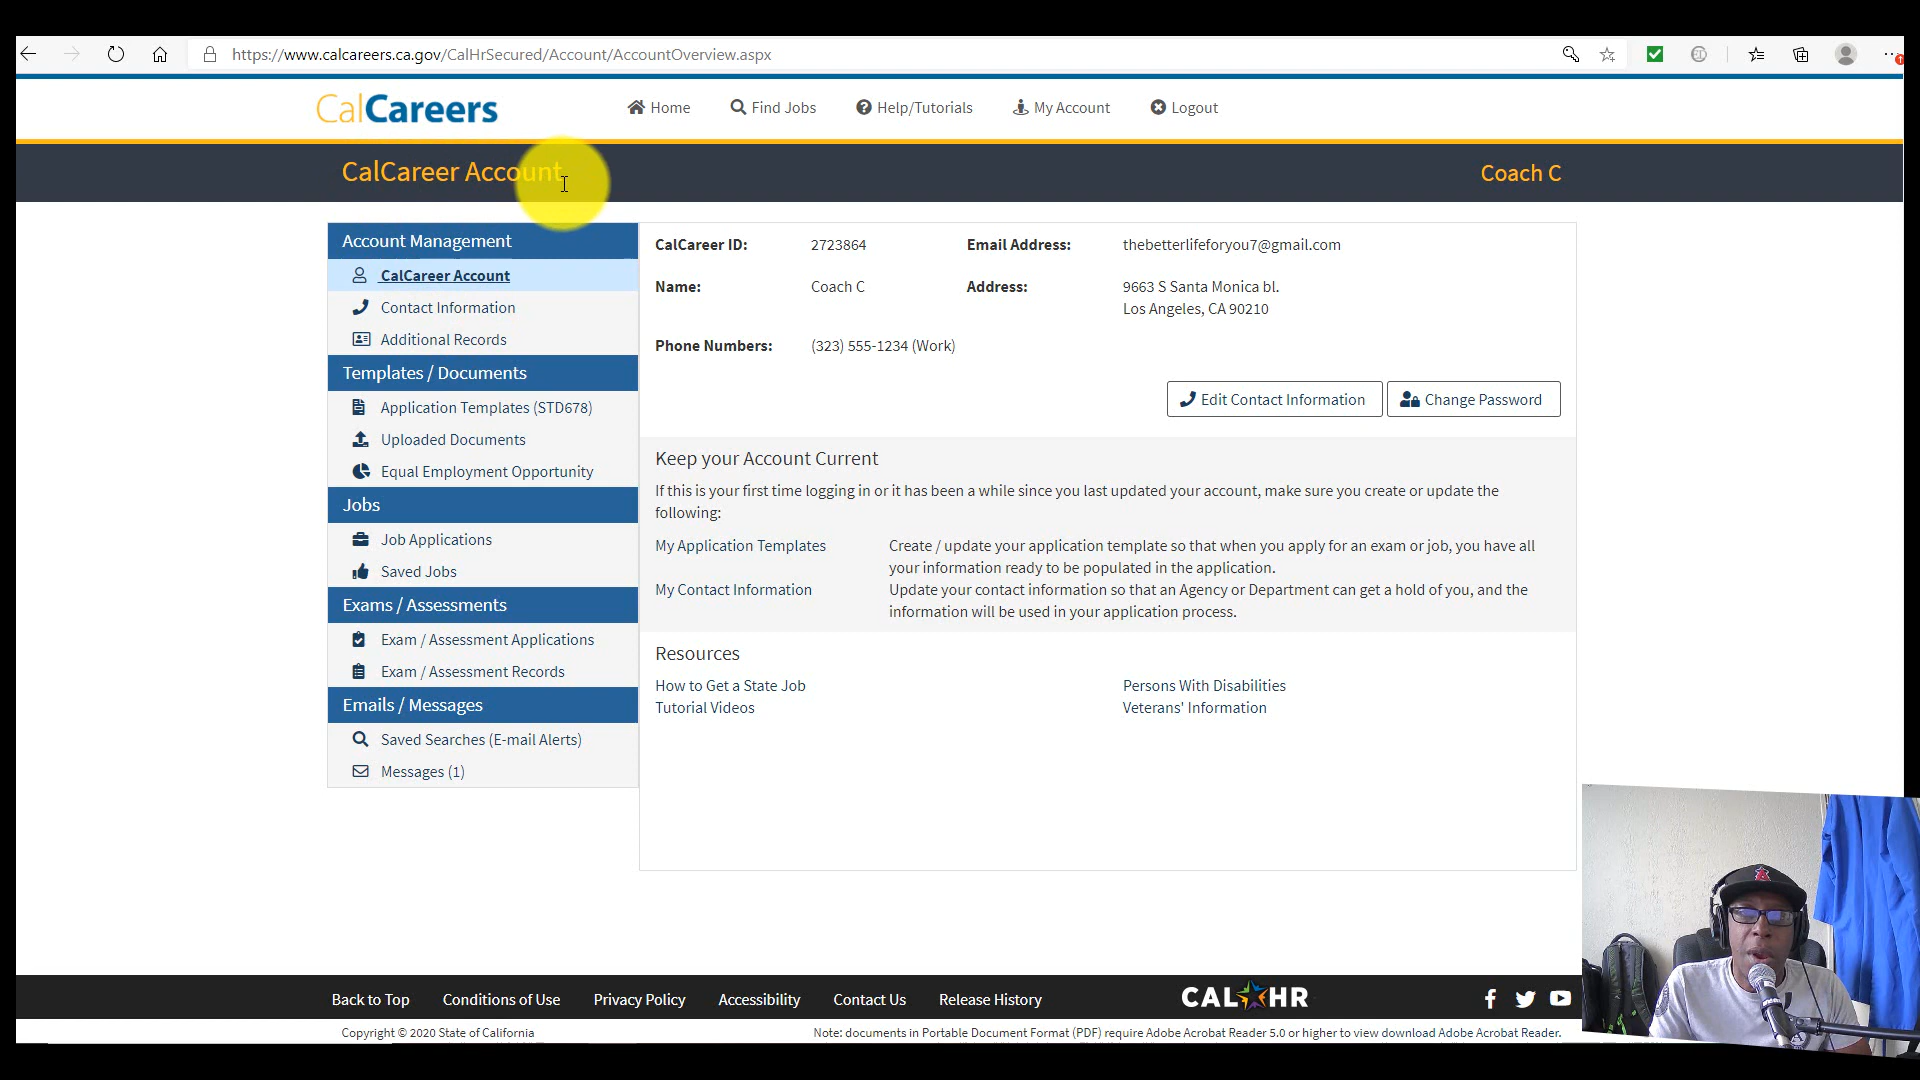 https://www.calcareers.ca.gov/CalHrSecured/Account/AccountOverview.aspx
CalCareers
Home
Find Jobs
Help/Tutorials
My Account
Logout
CalCareer Account
Coach C
Account Management
CalCareer Account
Contact Information
Additional Records
Templates / Documents
Application Templates (STD678)
Uploaded Documents
Equal Employment Opportunity
Jobs
Job Applications
Saved Jobs
Exams / Assessments
Exam / Assessment Applications
Exam / Assessment Records
Emails / Messages
Saved Searches (E-mail Alerts)
Messages (1)
CalCareer ID: 2723864 Email Address: thebetterlifeforyou7@gmail.com
Name: Coach C Address: 9663 S Santa Monica bl.
Los Angeles, CA 90210
Phone Numbers: (323) 555-1234 (Work)
Edit Contact Information
Change Password
Keep your Account Current
If this is your first time logging in or it has been a while since you last updated your account, make sure you create or update the
following:
My Application Templates Create / update your application template so that when you apply for an exam or job, you have all
your information ready to be populated in the application.
My Contact Information Update your contact information so that an Agency or Department can get a hold of you, and the
information will be used in your application process.
Resources
How to Get a State Job Persons With Disabilities
Tutorial Videos Veterans' Information
Back to Top
Conditions of Use
Privacy Policy
Accessibility
Contact Us
Release History
CAL HR
Copyright © 2020 State of California
Note: documents in Portable Document Format (PDF) require Adobe Acrobat Reader 5.0 or higher to view download Adobe Acrobat Reader.